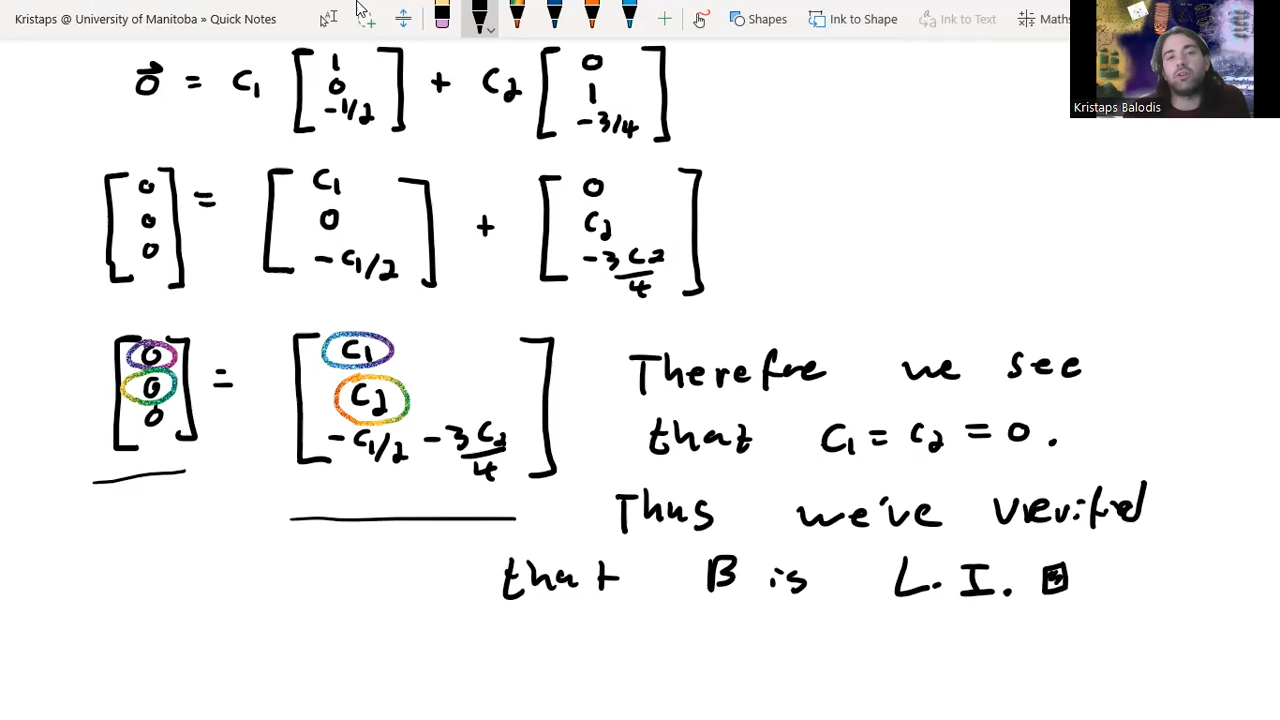 Kristaps @ University of Manitoba » Quick Notes
Shapes Ink to Shape Ink to Text Maths
Kristaps Balodis
0⃗ = c₁ [1 0 -1/2] + c₂ [0 1 -3/4]
[0 0 0] = [c₁ 0 -c₁/2] + [0 c₂ -3c₂/4]
[0 0 0] = [c₁ c₂ -c₁/2 - 3c₂/4]
Therefore we see
that c₁ = c₂ = 0.
Thus we've verified
that B is L.I.